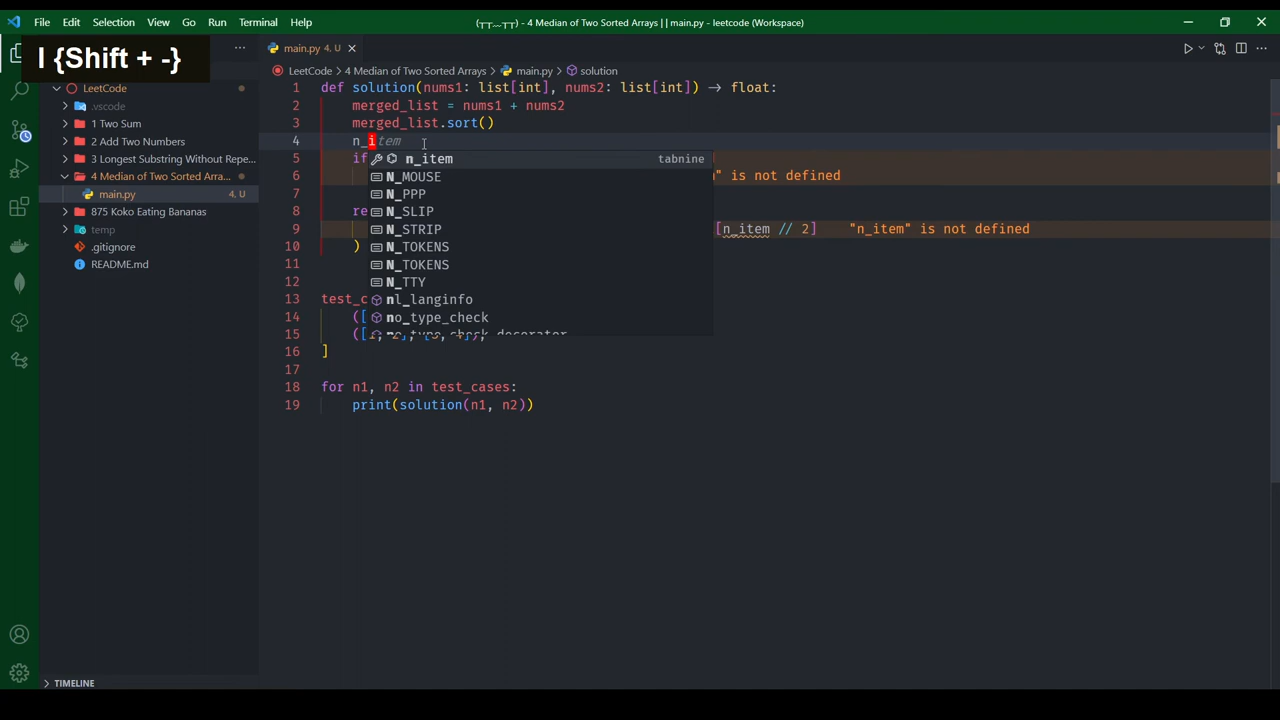 File Edit Selection View Go Run Terminal Help
(┬┬﹏┬┬) - 4 Median of Two Sorted Arrays | | main.py - leetcode (Workspace)
I {Shift + -}
main.py 4, U
LeetCode > 4 Median of Two Sorted Arrays > main.py > solution
LeetCode
.vscode
1 Two Sum
2 Add Two Numbers
3 Longest Substring Without Repe...
4 Median of Two Sorted Arra...
main.py 4, U
875 Koko Eating Bananas
temp
.gitignore
README.md
TIMELINE
1 def solution(nums1: list[int], nums2: list[int]) → float:
2 merged_list = nums1 + nums2
3 merged_list.sort()
4 n_item
5 if
6 " is not defined
7
8 re
9 [n_item // 2] "n_item" is not defined
10 )
11
12
13 test_c
14 ([
15
16 ]
17
18 for n1, n2 in test_cases:
19 print(solution(n1, n2))
n_item tabnine
N_MOUSE
N_PPP
N_SLIP
N_STRIP
N_TOKENS
N_TOKENS
N_TTY
nl_langinfo
no_type_check
no_type_check_decorator